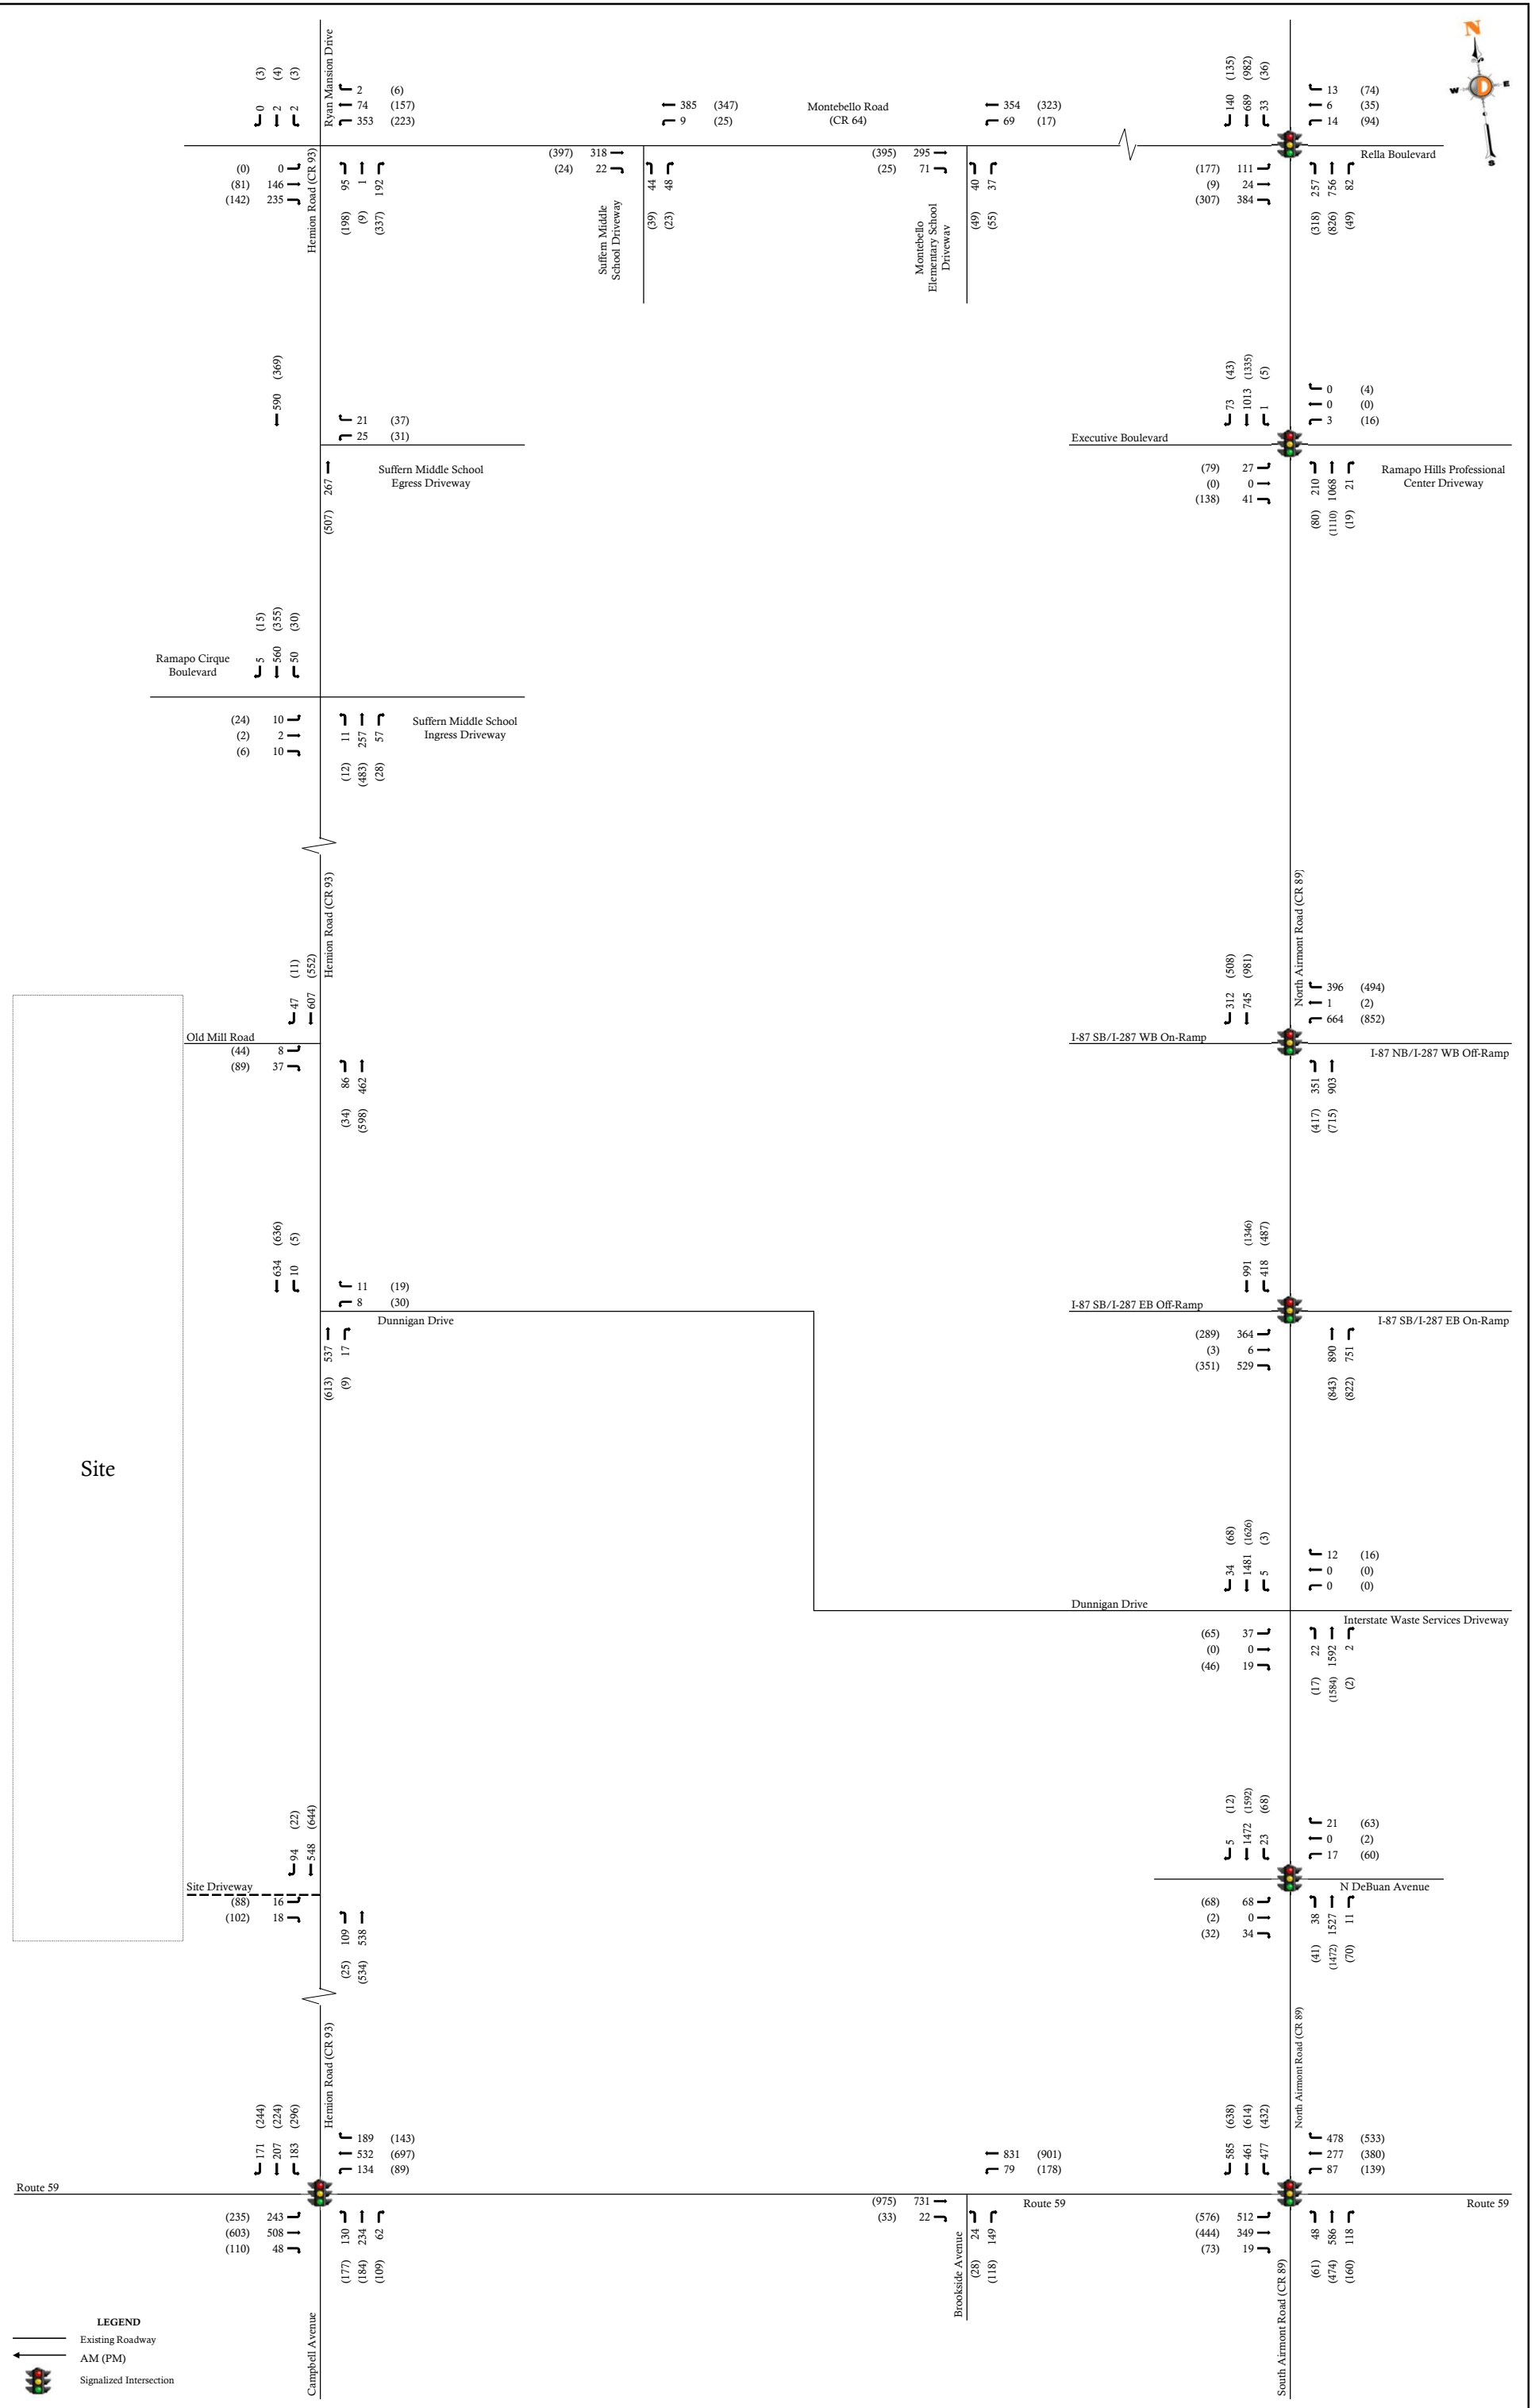 N
W D E
S
Ryan Mansion Drive
(3) (4) (3)
0 2 2
2 (6)
74 (157)
353 (223)
385 (347)
9 (25)
Montebello Road
(CR 64)
354 (323)
69 (17)
(135) (982) (36)
140 689 33
13 (74)
6 (35)
14 (94)
Rella Boulevard
Hemion Road (CR 93)
(0) 0
(81) 146
(142) 235
95 1 192
(198) (9) (337)
(397) 318
(24) 22
44 48
(39) (23)
Suffern Middle
School Driveway
(395) 295
(25) 71
40 37
(49) (55)
Montebello
Elementary School
Driveway
(177) 111
(9) 24
(307) 384
257 756 82
(318) (826) (49)
(369)
590
21 (37)
25 (31)
Suffern Middle School
Egress Driveway
267
(507)
(43) (1335) (5)
73 1013 1
0 (4)
0 (0)
3 (16)
Executive Boulevard
Ramapo Hills Professional
Center Driveway
(79) 27
(0) 0
(138) 41
210 1068 21
(80) (1110) (19)
(15) (355) (30)
5 560 50
Ramapo Cirque
Boulevard
(24) 10
(2) 2
(6) 10
11 257 57
(12) (483) (28)
Suffern Middle School
Ingress Driveway
Hemion Road (CR 93)
North Airmont Road (CR 89)
(11) (552)
47 607
Old Mill Road
(44) 8
(89) 37
86 462
(34) (598)
(508) (981)
312 745
396 (494)
1 (2)
664 (852)
I-87 SB/I-287 WB On-Ramp
I-87 NB/I-287 WB Off-Ramp
351 903
(417) (715)
(636) (5)
634 10
11 (19)
8 (30)
Dunnigan Drive
537 17
(613) (9)
(1346) (487)
991 418
I-87 SB/I-287 EB Off-Ramp
I-87 SB/I-287 EB On-Ramp
(289) 364
(3) 6
(351) 529
890 751
(843) (822)
Site
(68) (1626) (3)
34 1481 5
12 (16)
0 (0)
0 (0)
Dunnigan Drive
Interstate Waste Services Driveway
(65) 37
(0) 0
(46) 19
22 1592 2
(17) (1584) (2)
(22) (644)
94 548
Site Driveway
(88) 16
(102) 18
109 538
(25) (534)
(12) (1592) (68)
5 1472 23
21 (63)
0 (2)
17 (60)
N DeBuan Avenue
(68) 68
(2) 0
(32) 34
38 1527 11
(41) (1472) (70)
Hemion Road (CR 93)
North Airmont Road (CR 89)
(244) (224) (296)
171 207 183
189 (143)
532 (697)
134 (89)
Route 59
(235) 243
(603) 508
(110) 48
130 234 62
(177) (184) (109)
Campbell Avenue
831 (901)
79 (178)
(975) 731
(33) 22
Route 59
24 149
(28) (118)
Brookside Avenue
(638) (614) (432)
585 461 477
478 (533)
277 (380)
87 (139)
Route 59
(576) 512
(444) 349
(73) 19
48 586 118
(61) (474) (160)
South Airmont Road (CR 89)
LEGEND
Existing Roadway
AM (PM)
Signalized Intersection